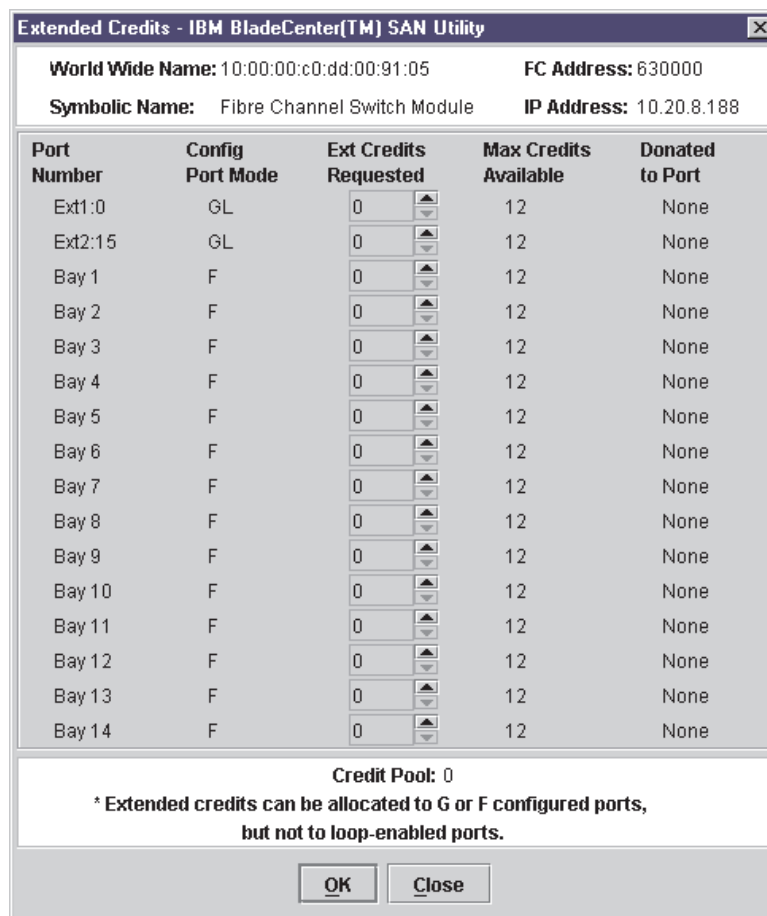 Extended Credits - IBM BladeCenter(TM) SAN Utility
World Wide Name: 10:00:00:c0:dd:00:91:05 FC Address: 630000
Symbolic Name: Fibre Channel Switch Module IP Address: 10.20.8.188
Port Config Ext Credits Max Credits Donated
Number Port Mode Requested Available to Port
Ext1:0 GL 0 12 None
Ext2:15 GL 0 12 None
Bay 1 F 0 12 None
Bay 2 F 0 12 None
Bay 3 F 0 12 None
Bay 4 F 0 12 None
Bay 5 F 0 12 None
Bay 6 F 0 12 None
Bay 7 F 0 12 None
Bay 8 F 0 12 None
Bay 9 F 0 12 None
Bay 10 F 0 12 None
Bay 11 F 0 12 None
Bay 12 F 0 12 None
Bay 13 F 0 12 None
Bay 14 F 0 12 None
Credit Pool: 0
* Extended credits can be allocated to G or F configured ports,
but not to loop-enabled ports.
OK Close